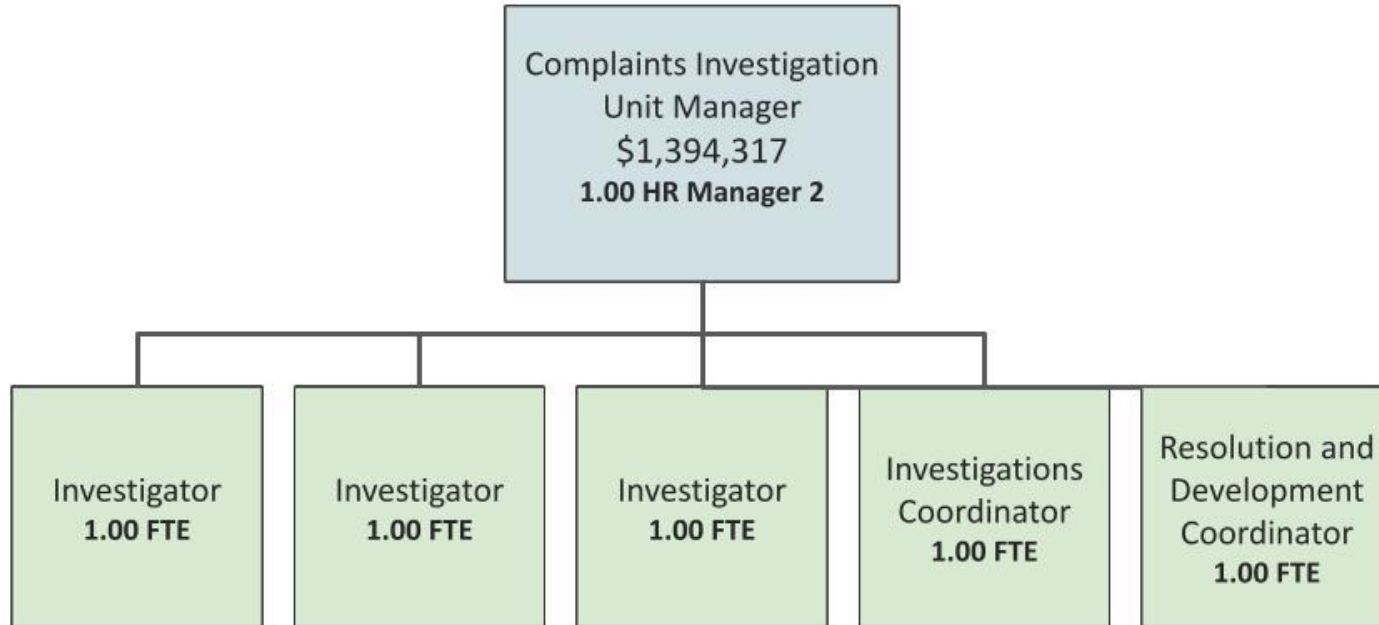 Complaints Investigation
Unit Manager
$1,394,317
1.00 HR Manager 2
Investigator
1.00 FTE
Investigator
1.00 FTE
Investigator
1.00 FTE
Investigations
Coordinator
1.00 FTE
Resolution and
Development
Coordinator
1.00 FTE